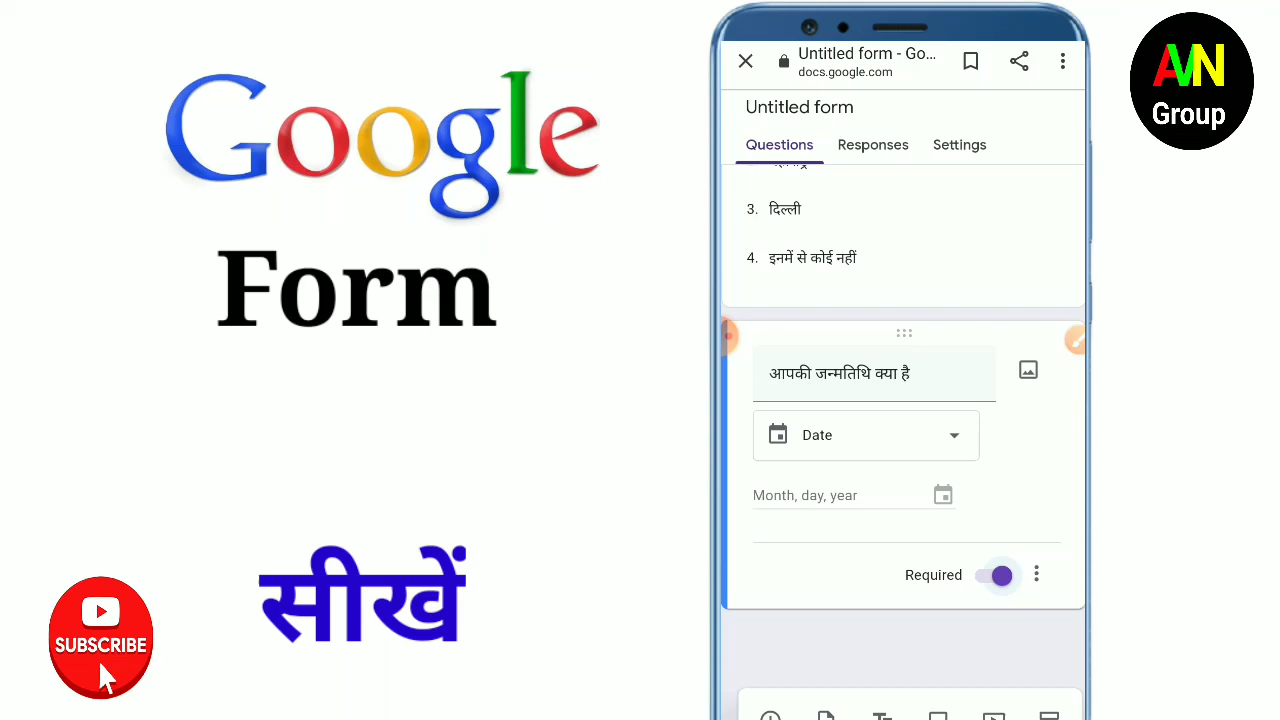 Google
Form
सीखें
SUBSCRIBE
AVN
Group
Untitled form - Go...
docs.google.com
Untitled form
Questions Responses Settings
3. दिल्ली
4. इनमें से कोई नहीं
आपकी जन्मतिथि क्या है
Date
Month, day, year
Required